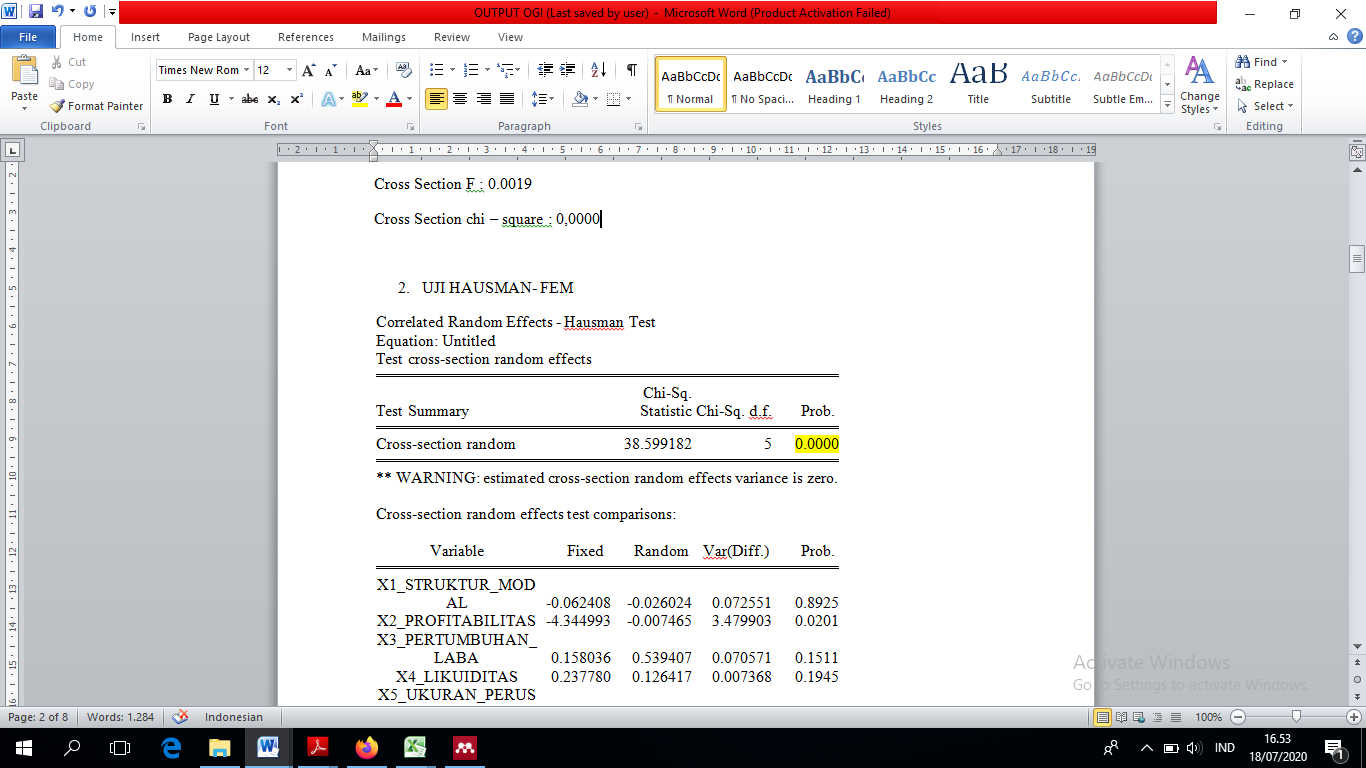 OUTPUT OGI (Last saved by user) - Microsoft Word (Product Activation Failed)
File Home Insert Page Layout References Mailings Review View
Paste
Cut
Copy
Format Painter
Clipboard
Times New Rom 12
Font
Paragraph
AaBbCcDc AaBbCcDc AaBbC AaBbCc AaB AaBbCc. AaBbCcDc
¶ Normal ¶ No Spaci... Heading 1 Heading 2 Title Subtitle Subtle Em...
Styles
Change Styles
Find
Replace
Select
Editing
Cross Section F : 0.0019
Cross Section chi – square : 0,0000
2. UJI HAUSMAN- FEM
Correlated Random Effects - Hausman Test
Equation: Untitled
Test cross-section random effects
Chi-Sq.
Test Summary Statistic Chi-Sq. d.f. Prob.
Cross-section random 38.599182 5 0.0000
** WARNING: estimated cross-section random effects variance is zero.
Cross-section random effects test comparisons:
Variable Fixed Random Var(Diff.) Prob.
X1_STRUKTUR_MOD
AL -0.062408 -0.026024 0.072551 0.8925
X2_PROFITABILITAS -4.344993 -0.007465 3.479903 0.0201
X3_PERTUMBUHAN_
LABA 0.158036 0.539407 0.070571 0.1511
X4_LIKUIDITAS 0.237780 0.126417 0.007368 0.1945
X5_UKURAN_PERUS
Activate Windows
Go to Settings to activate Windows.
Page: 2 of 8 Words: 1.284 Indonesian 100%
IND
16.53
18/07/2020
1